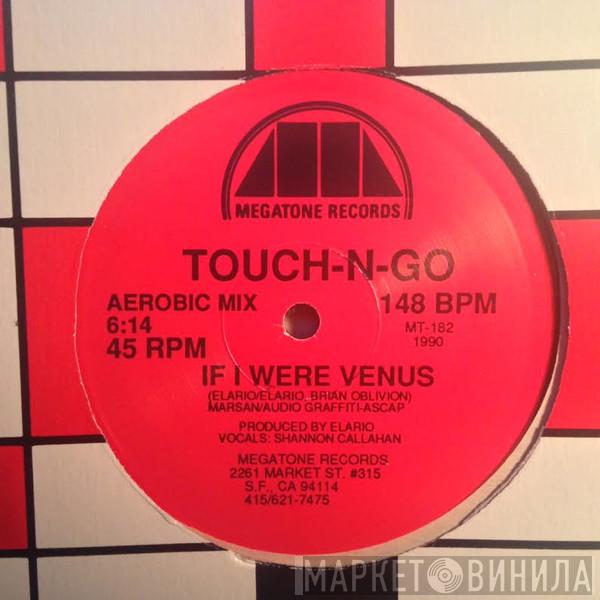 MEGATONE RECORDS
TOUCH-N-GO
AEROBIC MIX
6:14
45 RPM
148 BPM
MT-182
1990
IF I WERE VENUS
(ELARIO/ELARIO, BRIAN OBLIVION)
MARSAN/AUDIO GRAFFITI-ASCAP
PRODUCED BY ELARIO
VOCALS: SHANNON CALLAHAN
MEGATONE RECORDS
2261 MARKET ST. #315
S.F., CA 94114
415/621-7475
МАРКЕТ ВИНИЛА